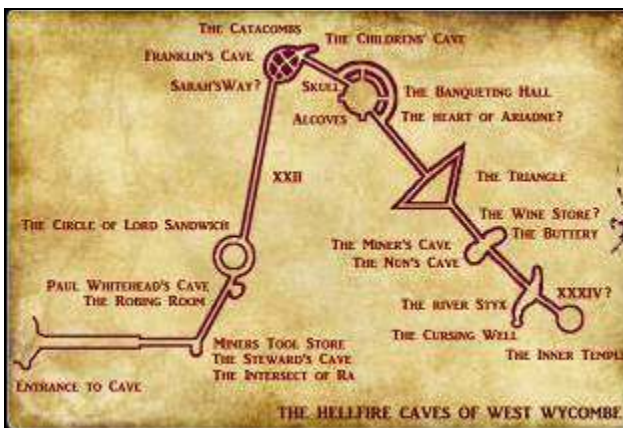 THE CATACOMBS
THE CHILDRENS' CAVE
FRANKLIN'S CAVE
SARAH'S WAY?
SKULL
THE BANQUETING HALL
ALCOVES
THE HEART OF ARIADNE?
XXII
THE TRIANGLE
THE WINE STORE?
THE BUTTERY
THE CIRCLE OF LORD SANDWICH
THE MINER'S CAVE
THE NUN'S CAVE
PAUL WHITEHEAD'S CAVE
THE ROBING ROOM
XXXIV?
THE RIVER STYX
THE CURSING WELL
MINERS TOOL STORE
THE STEWARD'S CAVE
THE INTERSECT OF RA
THE INNER TEMPL
ENTRANCE TO CAVE
THE HELLFIRE CAVES OF WEST WYCOMBE